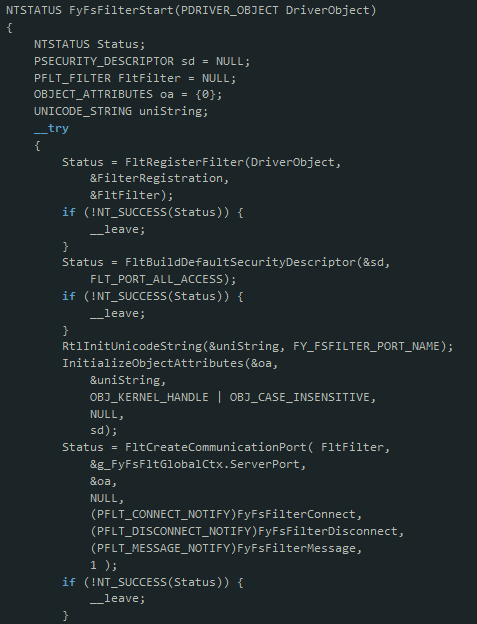 NTSTATUS FyFsFilterStart(PDRIVER_OBJECT DriverObject)
{
    NTSTATUS Status;
    PSECURITY_DESCRIPTOR sd = NULL;
    PFLT_FILTER FltFilter = NULL;
    OBJECT_ATTRIBUTES oa = {0};
    UNICODE_STRING uniString;
    __try
    {
        Status = FltRegisterFilter(DriverObject,
            &FilterRegistration,
            &FltFilter);
        if (!NT_SUCCESS(Status)) {
            __leave;
        }
        Status = FltBuildDefaultSecurityDescriptor(&sd,
            FLT_PORT_ALL_ACCESS);
        if (!NT_SUCCESS(Status)) {
            __leave;
        }
        RtlInitUnicodeString(&uniString, FY_FSFILTER_PORT_NAME);
        InitializeObjectAttributes(&oa,
            &uniString,
            OBJ_KERNEL_HANDLE | OBJ_CASE_INSENSITIVE,
            NULL,
            sd);
        Status = FltCreateCommunicationPort( FltFilter,
            &g_FyFsFltGlobalCtx.ServerPort,
            &oa,
            NULL,
            (PFLT_CONNECT_NOTIFY)FyFsFilterConnect,
            (PFLT_DISCONNECT_NOTIFY)FyFsFilterDisconnect,
            (PFLT_MESSAGE_NOTIFY)FyFsFilterMessage,
            1 );
        if (!NT_SUCCESS(Status)) {
            __leave;
        }